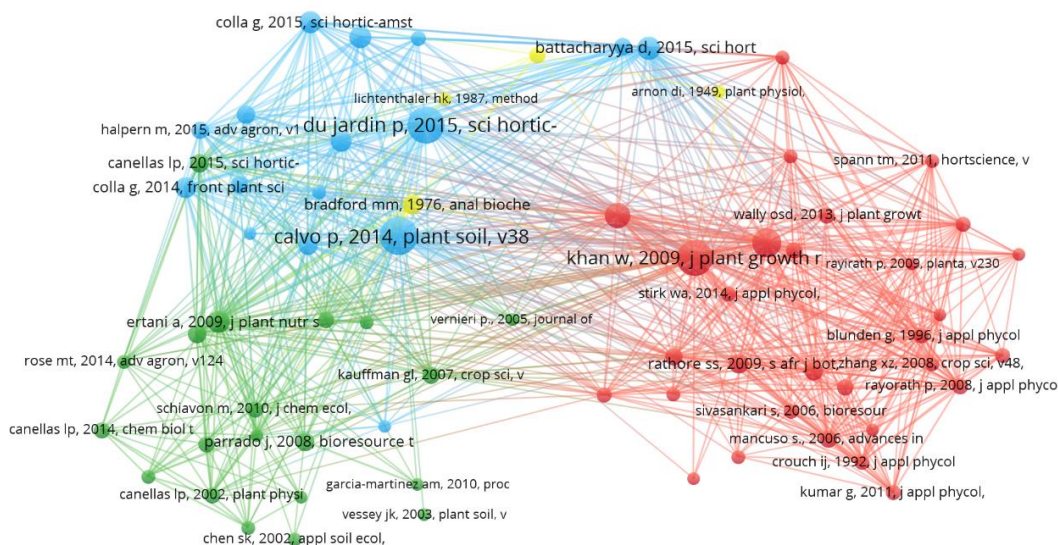 colla g, 2015, sci hortic-amst
battacharyya d, 2015, sci hort
arnon di, 1949, plant physiol,
lichtenthaler hk, 1987, method
du jardin p, 2015, sci hortic-
halpern m, 2015, adv agron, v1
canellas lp, 2015, sci hortic-
spann tm, 2011, hortscience, v
colla g, 2014, front plant sci
bradford mm, 1976, anal bioche
wally osd, 2013, j plant growt
calvo p, 2014, plant soil, v38
khan w, 2009, j plant growth r
rayirath p, 2009, planta, v230
stirk wa, 2014, j appl phycol,
ertani a, 2009, j plant nutr s
vernieri p., 2005, journal of
blunden g, 1996, j appl phycol
rose mt, 2014, adv agron, v124
rathore ss, 2009, s afr j bot,
zhang xz, 2008, crop sci, v48,
kauffman gl, 2007, crop sci, v
rayorath p, 2008, j appl phyco
schiavon m, 2010, j chem ecol,
sivasankari s, 2006, bioresour
canellas lp, 2014, chem biol t
parrado j, 2008, bioresource t
mancuso s., 2006, advances in
crouch ij, 1992, j appl phycol
garcia-martinez am, 2010, proc
kumar g, 2011, j appl phycol,
canellas lp, 2002, plant physi
vessey jk, 2003, plant soil, v
chen sk, 2002, appl soil ecol,